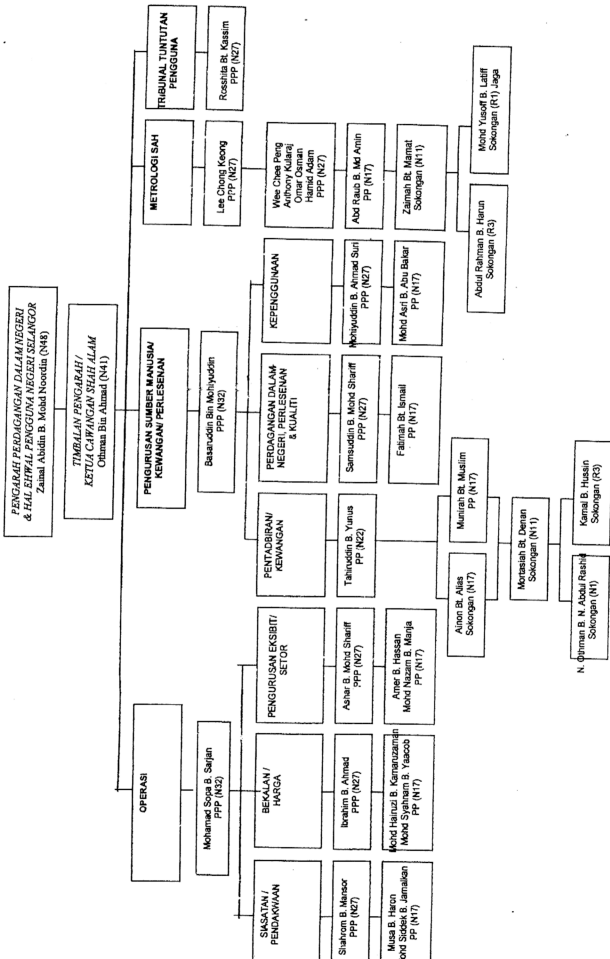 PENGARAH PERDAGANGAN DALAM NEGERI
& HAL EHWAL PENGGUNA NEGERI SELANGOR
Zainal Abidin B. Mohd Noordin (N48)
TIMBALAN PENGARAH /
KETUA CAWANGAN SHAH ALAM
Othman Bin Ahmad (N41)
OPERASI
Mohamad Sopa B. Sarjan
PPP (N32)
SIASATAN /
PENDAKWAAN
Shahrom B. Mansor
PPP (N27)
Musa B. Haron
Mohd Siddek B. Jamalkan
PP (N17)
BEKALAN /
HARGA
Ibrahim B. Ahmad
PPP (N27)
Mohd Hairuzi B. Kamaruzaman
Mohd Syahnam B. Yaacob
PP (N17)
PENGURUSAN EKSIBIT/
SETOR
Ashar B. Mohd Shariff
PPP (N27)
Amer B. Hassan
Mohd Nazam B. Manja
PP (N17)
PENGURUSAN SUMBER MANUSIA/
KEWANGAN/ PERLESENAN
Basaruddin Bin Mohiyuddin
PPP (N32)
PENTADBIRAN/
KEWANGAN
Tahiruddin B. Yunus
PP (N22)
Ainon Bt. Alias
Sokongan (N17)
Munirah Bt. Muslim
PP (N17)
Mortasiah Bt. Denan
Sokongan (N11)
N. Othman B. N. Abdul Rashid
Sokongan (N1)
Kamal B. Hussin
Sokongan (R3)
PERDAGANGAN DALAM
NEGERI, PERLESENAN
& KUALITI
Samsuddin B. Mohd Shariff
PPP (N27)
Fatimah Bt. Ismail
PP (N17)
KEPENGGUNAAN
Mohiyuddin B. Ahmad Suri
PPP (N27)
Mohd Asri B. Abu Bakar
PP (N17)
METROLOGI SAH
Lee Chong Keong
PPP (N27)
Wee Chea Peng
Anthony Kularaj
Omar Osman
Hamid Adam
PPP (N27)
Abd Raub B. Md Amin
PP (N17)
Zaimah Bt. Mamat
Sokongan (N11)
Abdul Rahman B. Harun
Sokongan (R3)
Mohd Yusoff B. Latiff
Sokongan (R1) Jaga
TRIBUNAL TUNTUTAN
PENGGUNA
Rosshita Bt. Kassim
PPP (N27)